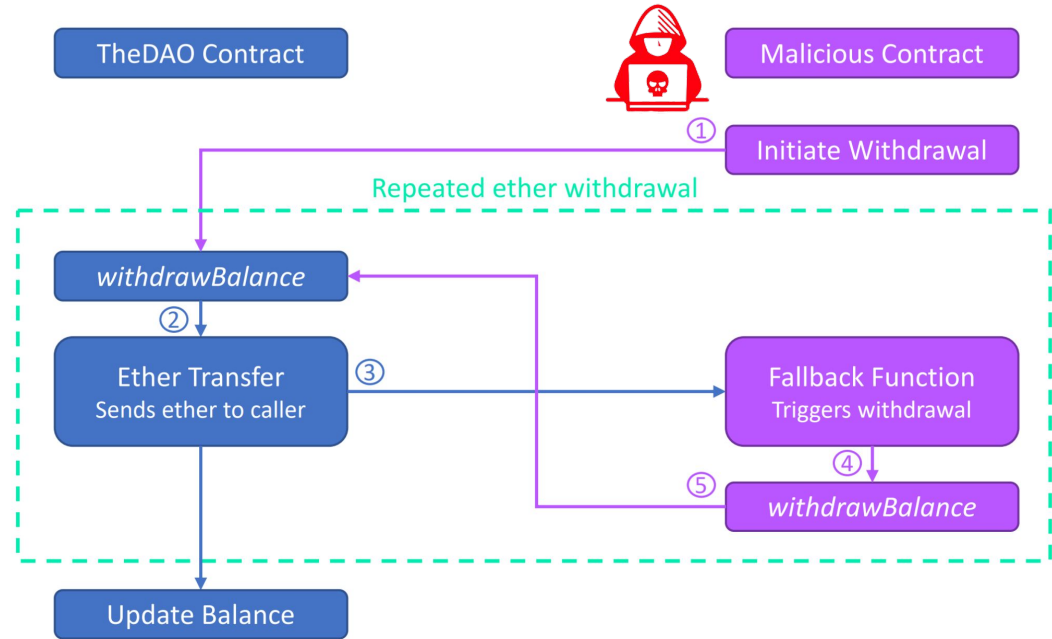 TheDAO Contract
Malicious Contract
①
Initiate Withdrawal
Repeated ether withdrawal
withdrawBalance
②
Ether Transfer
Sends ether to caller
③
Fallback Function
Triggers withdrawal
④
⑤
withdrawBalance
Update Balance